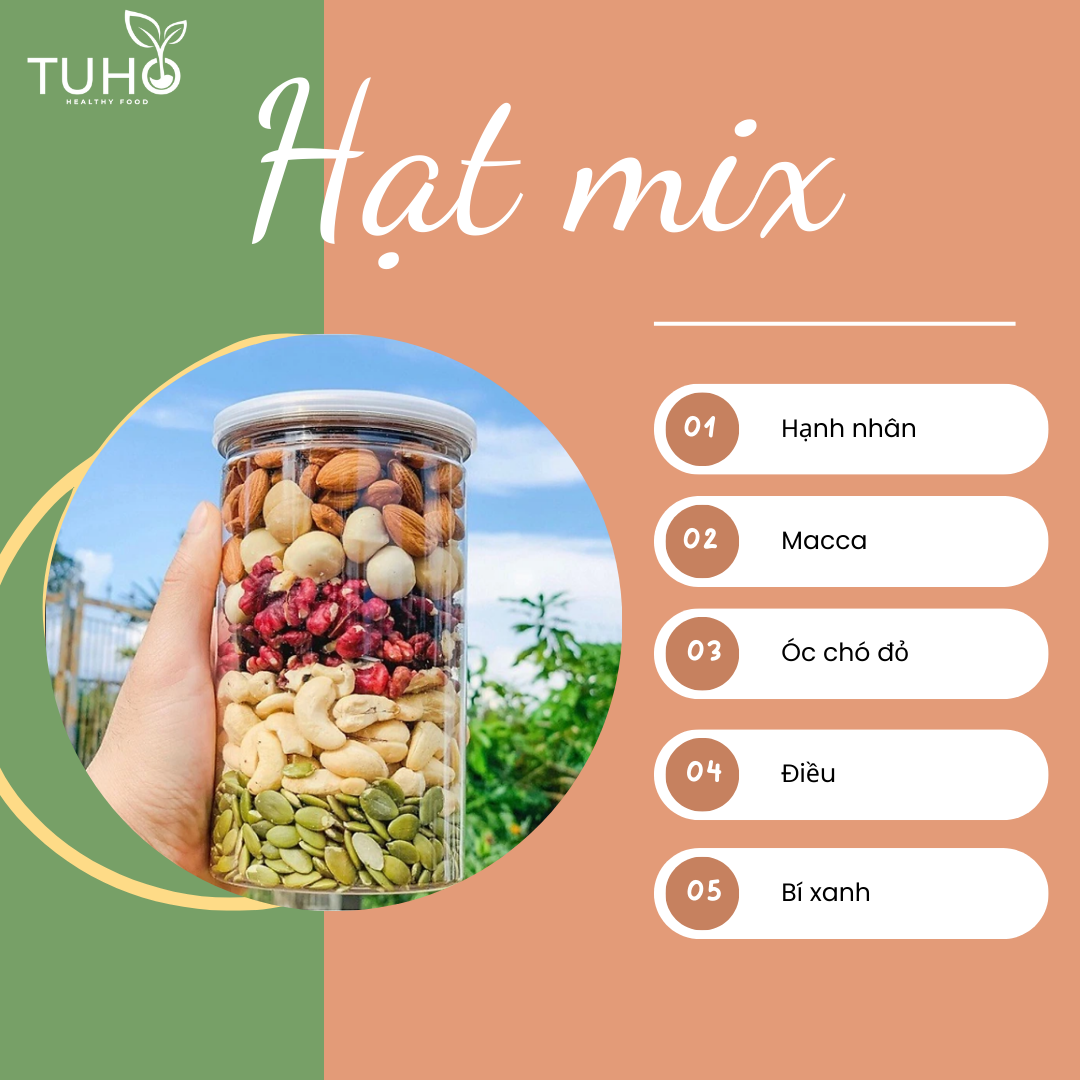 TUHO
HEALTHY FOOD
Hạt mix
01 Hạnh nhân
02 Macca
03 Óc chó đỏ
04 Điều
05 Bí xanh